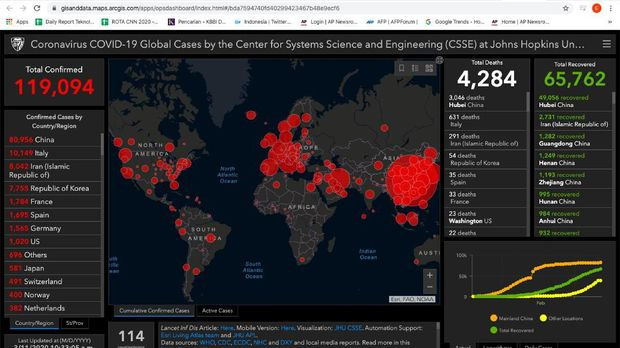 gisanddata.maps.arcgis.com/apps/opsdashboard/index.html#/bda7594740fd40299423467b48e9ecf6
Apps
Daily Report Teknolo...
ROTA CNN 2020 -...
Pencarian - KBBI D...
Indonesia | Twitter...
AP Location | AP Newsro...
AFP | AFPForum |
Google Trends - Ho...
AP Home | AP Newsr...
Coronavirus COVID-19 Global Cases by the Center for Systems Science and Engineering (CSSE) at Johns Hopkins Un...
Total Confirmed
119,094
Confirmed Cases by
Country/Region
80,956 China
10,149 Italy
8,042 Iran (Islamic
Republic of)
7,755 Republic of Korea
1,784 France
1,695 Spain
1,565 Germany
1,020 US
696 Others
581 Japan
491 Switzerland
400 Norway
382 Netherlands
Country/Region
St/Prov
Last Updated at (M/D/YYYY)
NORTH
AMERICA
North
Atlantic
Ocean
ASIA
AFRICA
SOUTH
AMERICA
South
Atlantic
Ocean
Indian
Ocean
Esri, FAO, NOAA
Cumulative Confirmed Cases
Active Cases
114
Lancet Inf Dis Article: Here. Mobile Version: Here. Visualization: JHU CSSE. Automation Support:
Esri Living Atlas team and JHU APL.
Data sources: WHO, CDC, ECDC, NHC and DXY and local media reports. Read more in this
Total Deaths
4,284
3,046 deaths
Hubei China
631 deaths
Italy
291 deaths
Iran (Islamic Republic of)
54 deaths
Republic of Korea
35 deaths
Spain
33 deaths
France
23 deaths
Washington US
22 deaths
Total Recovered
65,762
49,056 recovered
Hubei China
2,731 recovered
Iran (Islamic Republic of)
1,282 recovered
Guangdong China
1,249 recovered
Henan China
1,193 recovered
Zhejiang China
995 recovered
Hunan China
984 recovered
Anhui China
932 recovered
100k
50k
0
Feb
Mainland China
Other Locations
Total Recovered
Actual